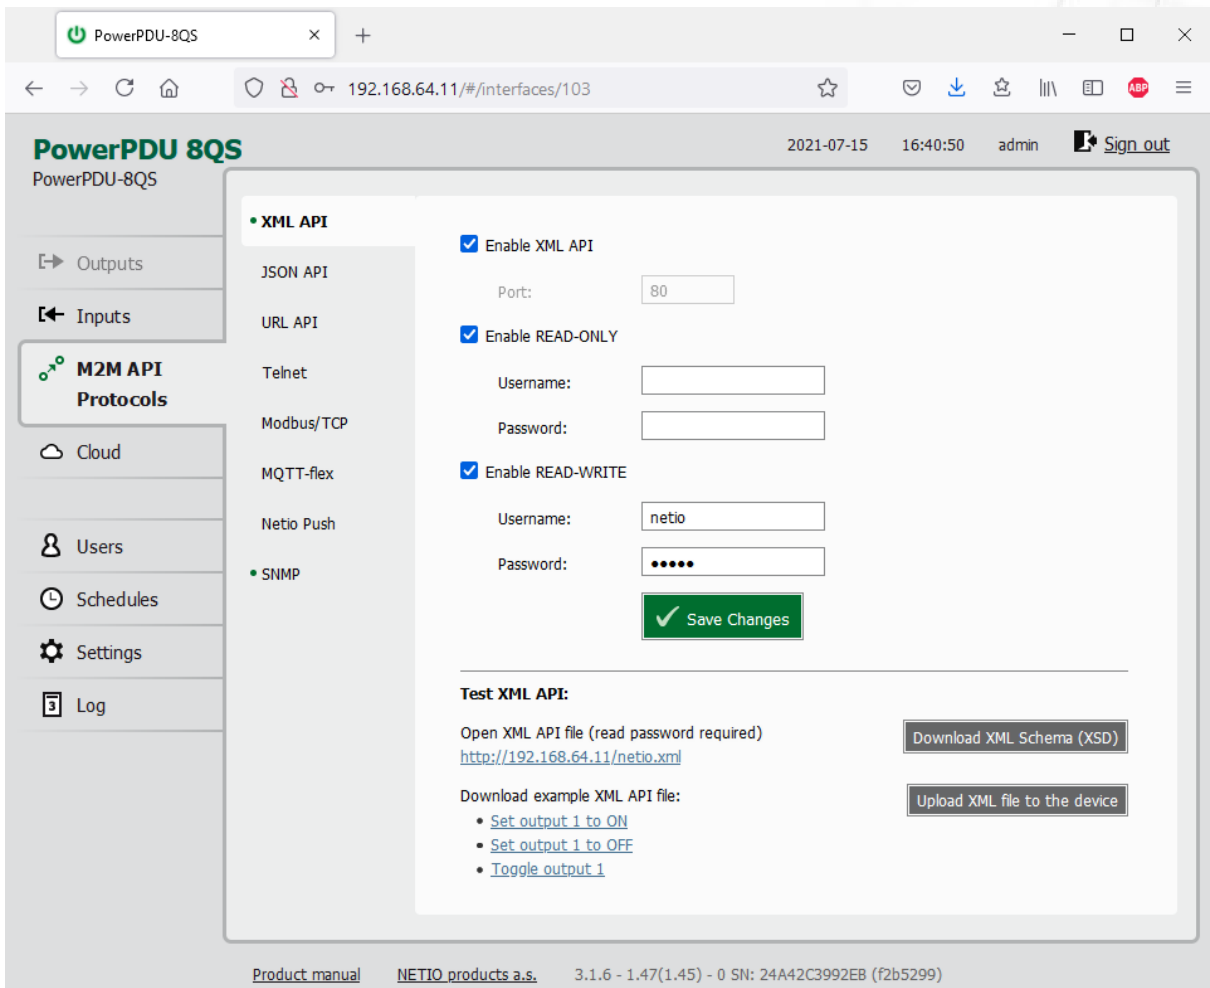 PowerPDU-8QS
192.168.64.11/#/interfaces/103
ABP
PowerPDU 8QS
PowerPDU-8QS
2021-07-15 16:40:50 admin Sign out
Outputs
Inputs
M2M API
Protocols
Cloud
Users
Schedules
Settings
3 Log
XML API
JSON API
URL API
Telnet
Modbus/TCP
MQTT-flex
Netio Push
SNMP
Enable XML API
Port: 80
Enable READ-ONLY
Username:
Password:
Enable READ-WRITE
Username: netio
Password: •••••
Save Changes
Test XML API:
Open XML API file (read password required)
http://192.168.64.11/netio.xml
Download XML Schema (XSD)
Download example XML API file:
Upload XML file to the device
• Set output 1 to ON
• Set output 1 to OFF
• Toggle output 1
Product manual NETIO products a.s. 3.1.6 - 1.47(1.45) - 0 SN: 24A42C3992EB (f2b5299)